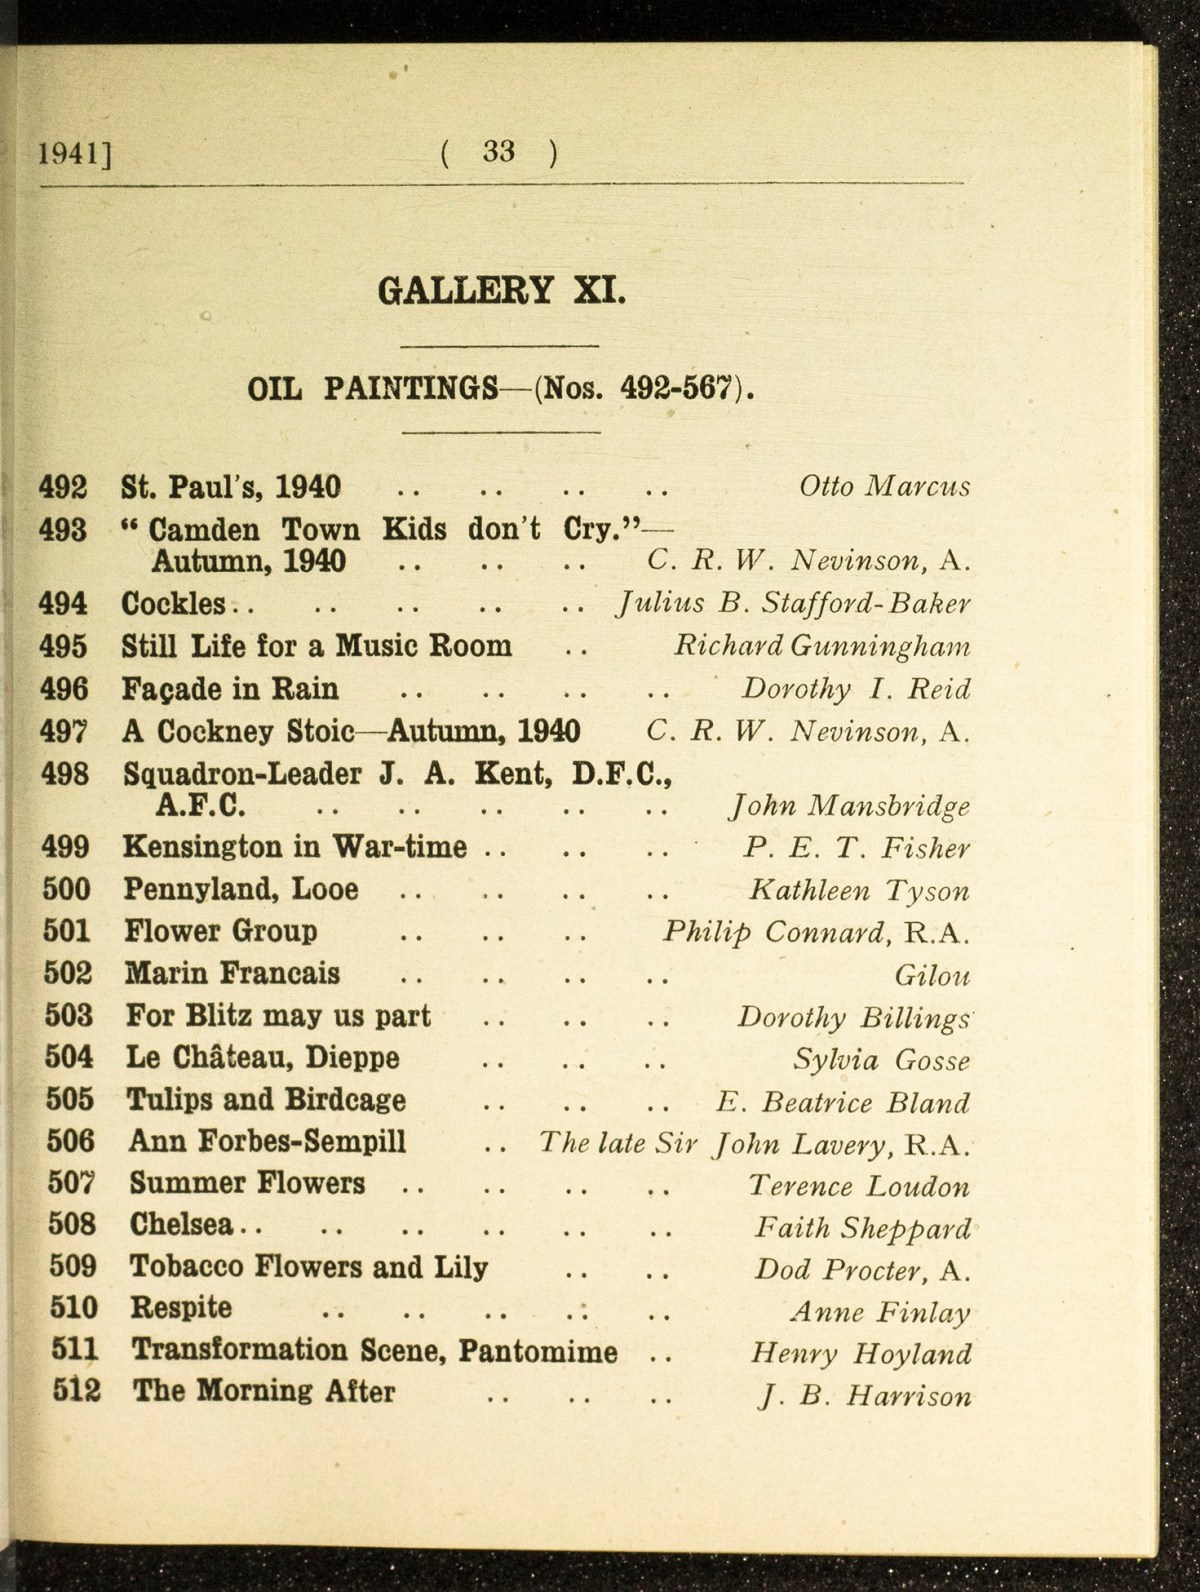 1941] ( 33 )
GALLERY XI.
OIL PAINTINGS—(Nos. 492-567).
492 St. Paul's, 1940 .. .. .. .. Otto Marcus
493 “ Camden Town Kids don't Cry.”—
Autumn, 1940 .. .. .. C. R. W. Nevinson, A.
494 Cockles .. .. .. .. .. Julius B. Stafford-Baker
495 Still Life for a Music Room .. Richard Gunningham
496 Façade in Rain .. .. .. .. Dorothy I. Reid
497 A Cockney Stoic—Autumn, 1940 C. R. W. Nevinson, A.
498 Squadron-Leader J. A. Kent, D.F.C.,
A.F.C. .. .. .. .. .. John Mansbridge
499 Kensington in War-time .. .. .. P. E. T. Fisher
500 Pennyland, Looe .. .. .. .. Kathleen Tyson
501 Flower Group .. .. .. Philip Connard, R.A.
502 Marin Francais .. .. .. .. Gilou
503 For Blitz may us part .. .. .. Dorothy Billings
504 Le Château, Dieppe .. .. .. Sylvia Gosse
505 Tulips and Birdcage .. .. .. E. Beatrice Bland
506 Ann Forbes-Sempill .. The late Sir John Lavery, R.A.
507 Summer Flowers .. .. .. .. Terence Loudon
508 Chelsea .. .. .. .. .. .. Faith Sheppard
509 Tobacco Flowers and Lily .. .. Dod Procter, A.
510 Respite .. .. .. .. .. Anne Finlay
511 Transformation Scene, Pantomime .. Henry Hoyland
512 The Morning After .. .. .. J. B. Harrison